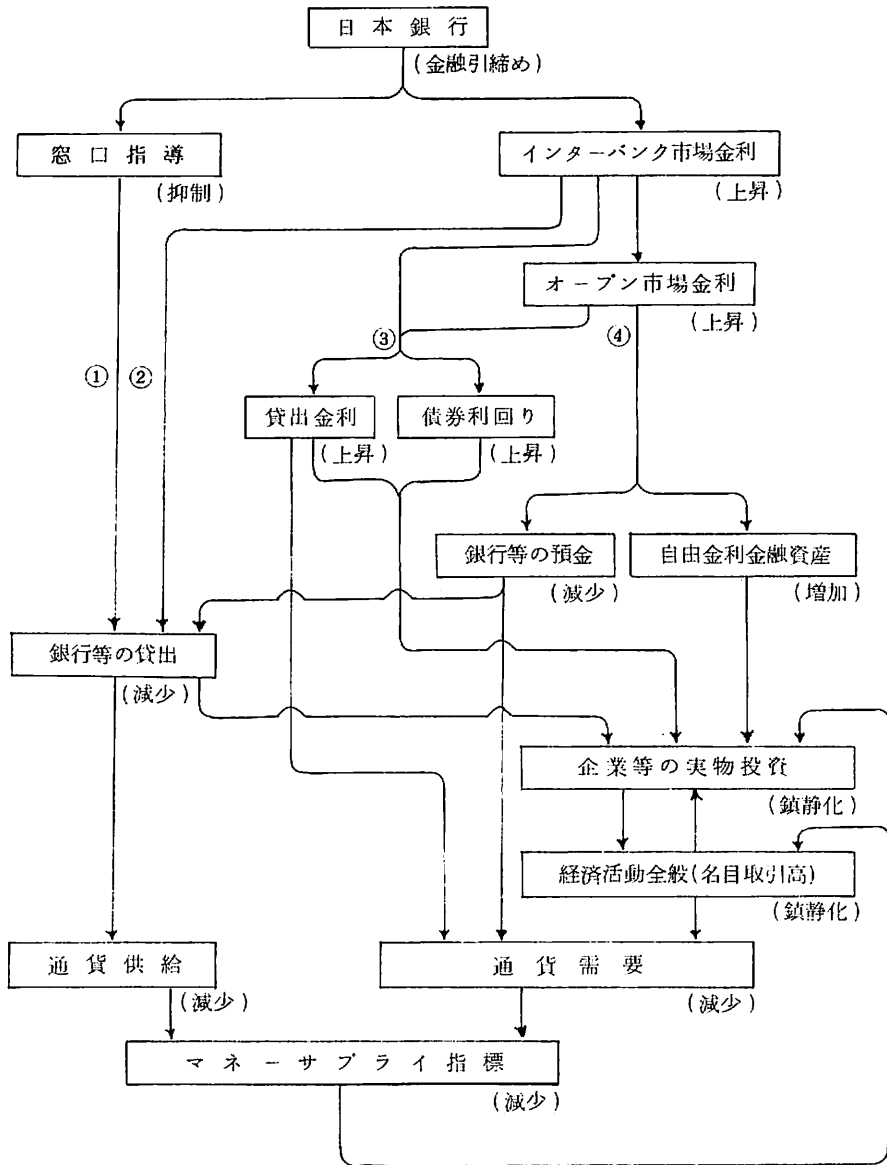 日本銀行
(金融引締め)
窓口指導
(抑制)
インターバンク市場金利
(上昇)
オープン市場金利
(上昇)
①
②
③
④
貸出金利
(上昇)
債券利回り
(上昇)
銀行等の預金
(減少)
自由金利金融資産
(増加)
銀行等の貸出
(減少)
企業等の実物投資
(鎮静化)
経済活動全般(名目取引高)
(鎮静化)
通貨供給
(減少)
通貨需要
(減少)
マネーサプライ指標
(減少)